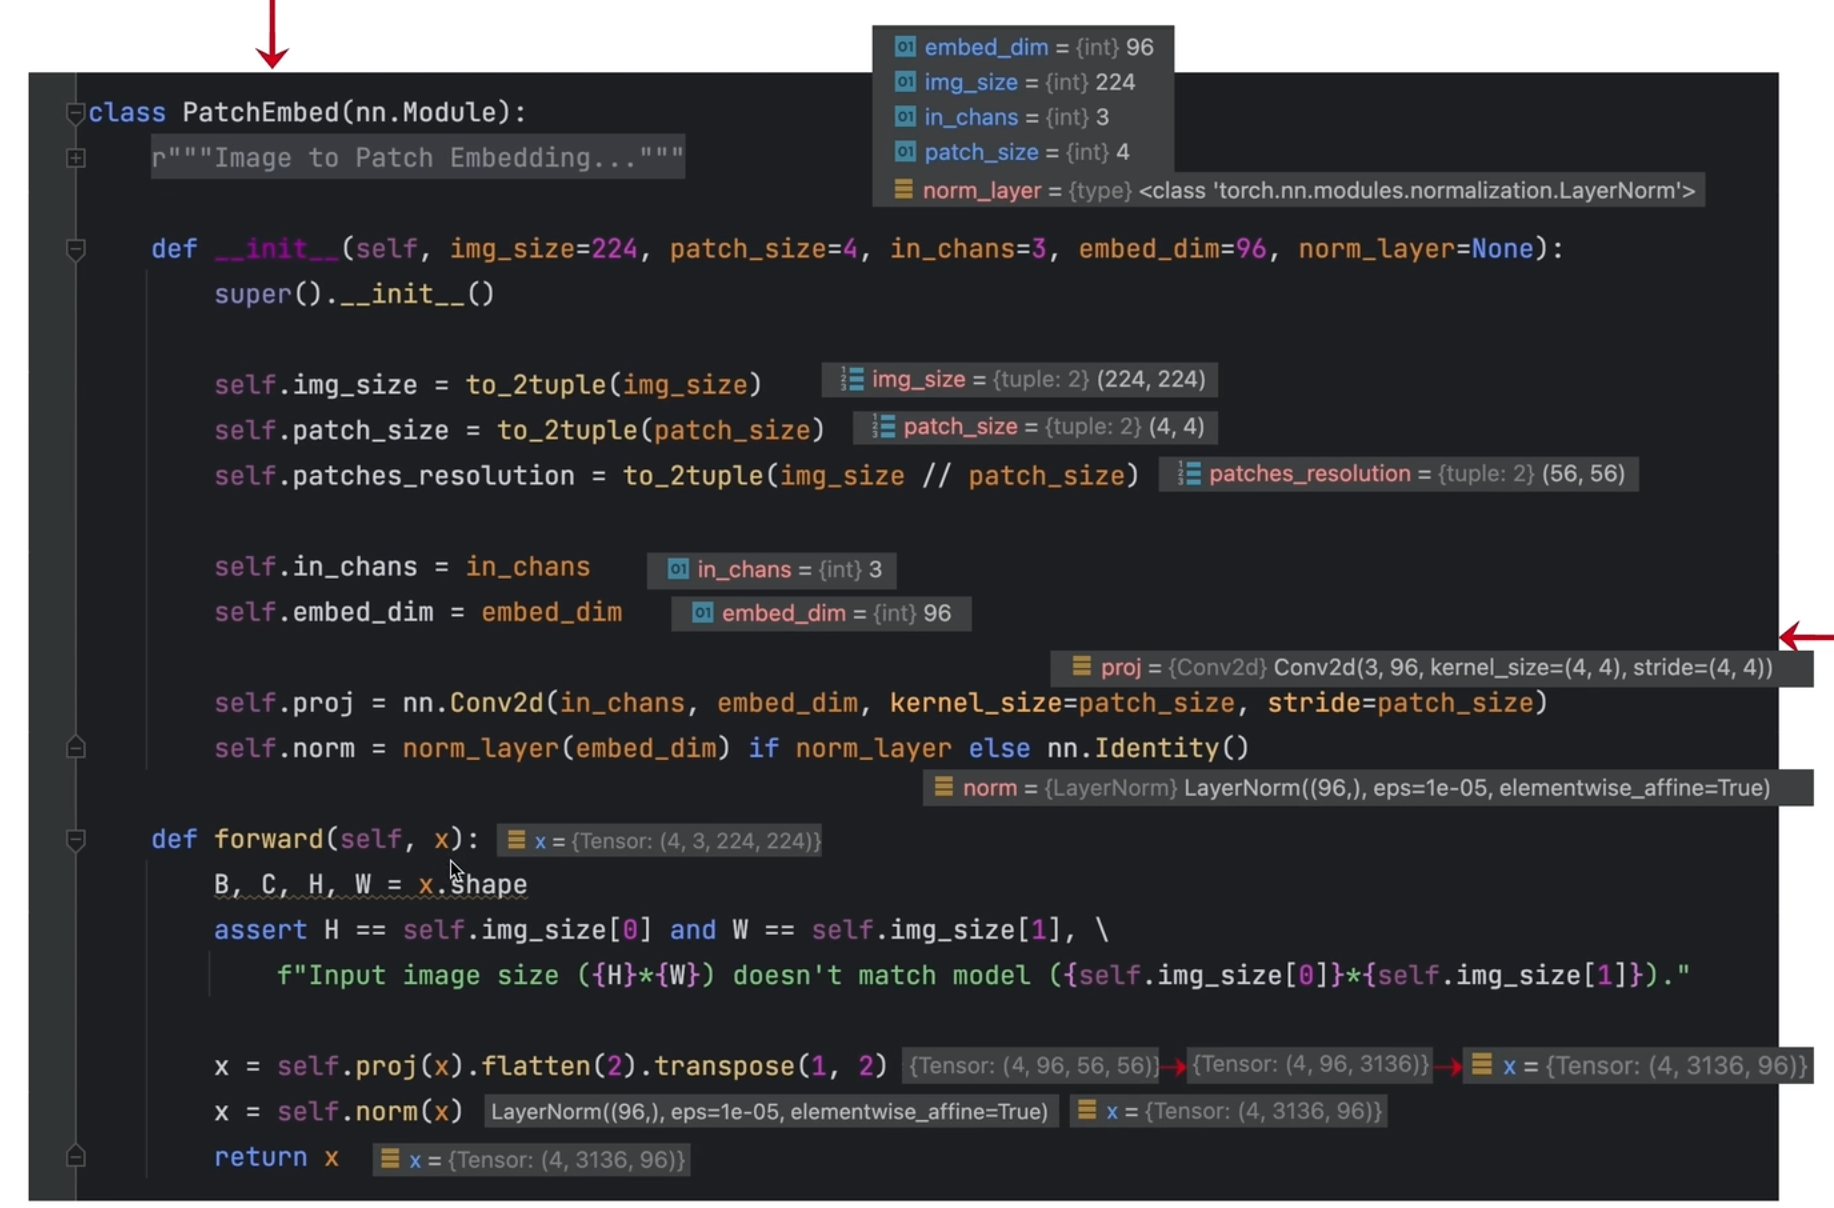 embed_dim = {int} 96
img_size = {int} 224
in_chans = {int} 3
patch_size = {int} 4
norm_layer = {type} <class 'torch.nn.modules.normalization.LayerNorm'>
class PatchEmbed(nn.Module):
r"""Image to Patch Embedding..."""
def __init__(self, img_size=224, patch_size=4, in_chans=3, embed_dim=96, norm_layer=None):
super().__init__()
self.img_size = to_2tuple(img_size) img_size = {tuple: 2} (224, 224)
self.patch_size = to_2tuple(patch_size) patch_size = {tuple: 2} (4, 4)
self.patches_resolution = to_2tuple(img_size // patch_size) patches_resolution = {tuple: 2} (56, 56)
self.in_chans = in_chans in_chans = {int} 3
self.embed_dim = embed_dim embed_dim = {int} 96
proj = {Conv2d} Conv2d(3, 96, kernel_size=(4, 4), stride=(4, 4))
self.proj = nn.Conv2d(in_chans, embed_dim, kernel_size=patch_size, stride=patch_size)
self.norm = norm_layer(embed_dim) if norm_layer else nn.Identity()
norm = {LayerNorm} LayerNorm((96,), eps=1e-05, elementwise_affine=True)
def forward(self, x): x = {Tensor: (4, 3, 224, 224)}
B, C, H, W = x.shape
assert H == self.img_size[0] and W == self.img_size[1], \
f"Input image size ({H}*{W}) doesn't match model ({self.img_size[0]}*{self.img_size[1]})."
x = self.proj(x).flatten(2).transpose(1, 2) {Tensor: (4, 96, 56, 56)} {Tensor: (4, 96, 3136)} x = {Tensor: (4, 3136, 96)}
x = self.norm(x) LayerNorm((96,), eps=1e-05, elementwise_affine=True) x = {Tensor: (4, 3136, 96)}
return x x = {Tensor: (4, 3136, 96)}